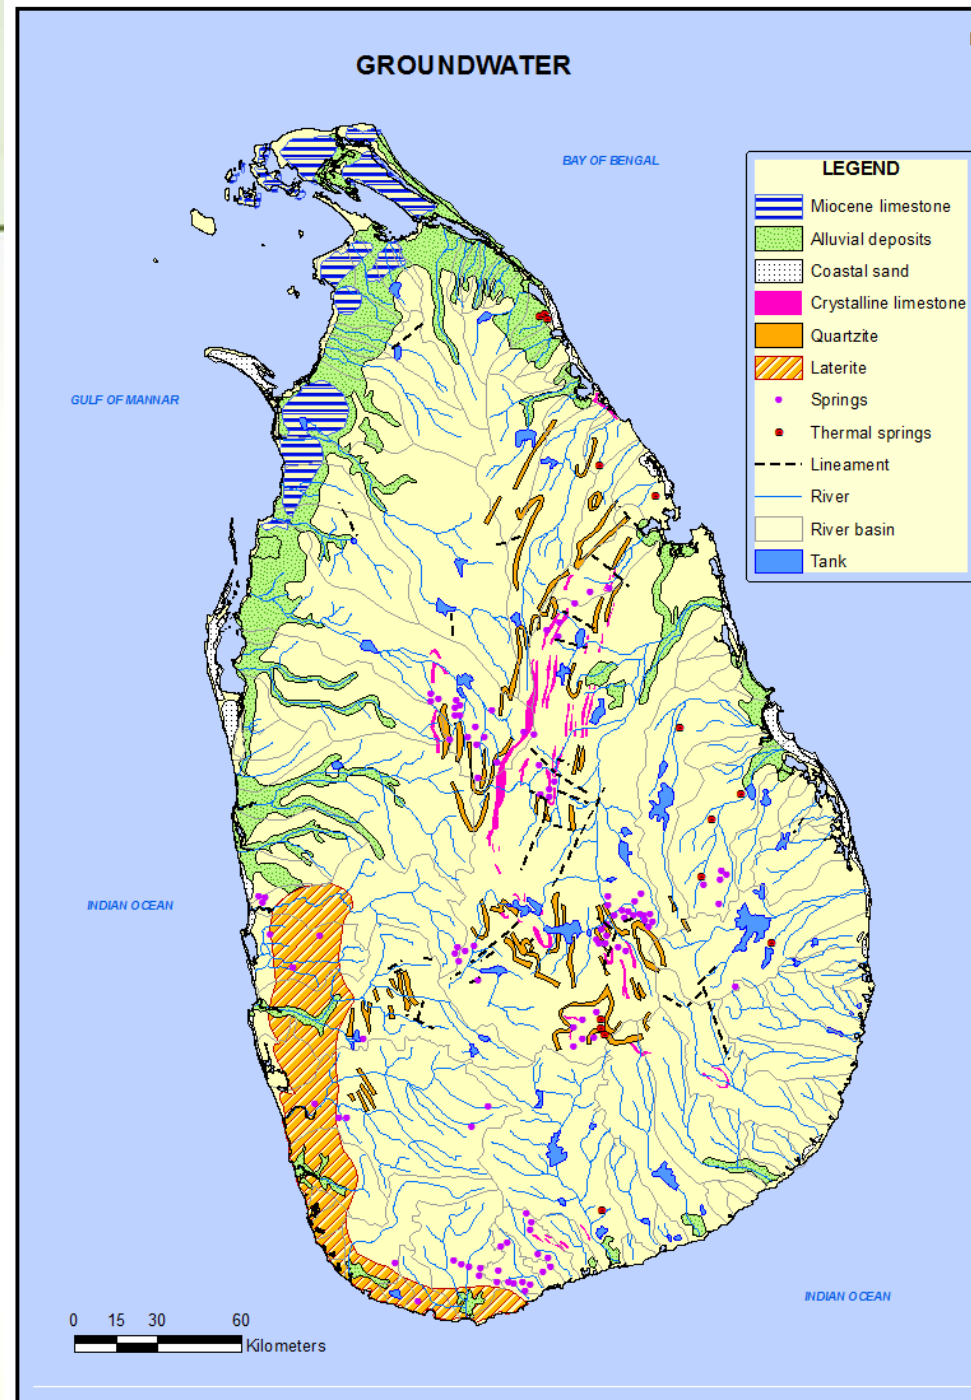 GROUNDWATER
BAY OF BENGAL
LEGEND
Miocene limestone
Alluvial deposits
Coastal sand
Crystalline limestone
Quartzite
Laterite
Springs
Thermal springs
Lineament
River
River basin
Tank
GULF OF MANNAR
INDIAN OCEAN
INDIAN OCEAN
0 15 30 60
Kilometers